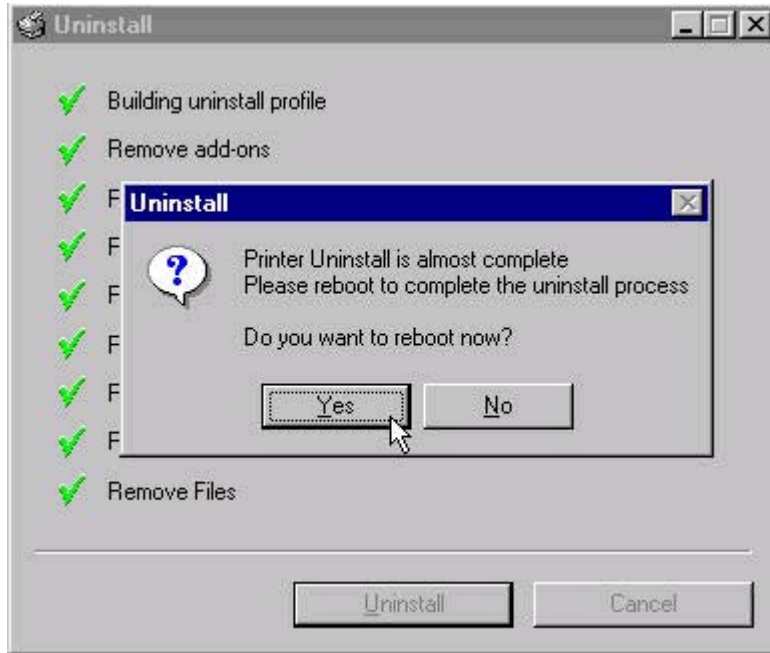 Uninstall
Building uninstall profile
Remove add-ons
F
Uninstall
F
Printer Uninstall is almost complete
F
Please reboot to complete the uninstall process
F
Do you want to reboot now?
F
Yes No
F
Remove Files
Uninstall Cancel